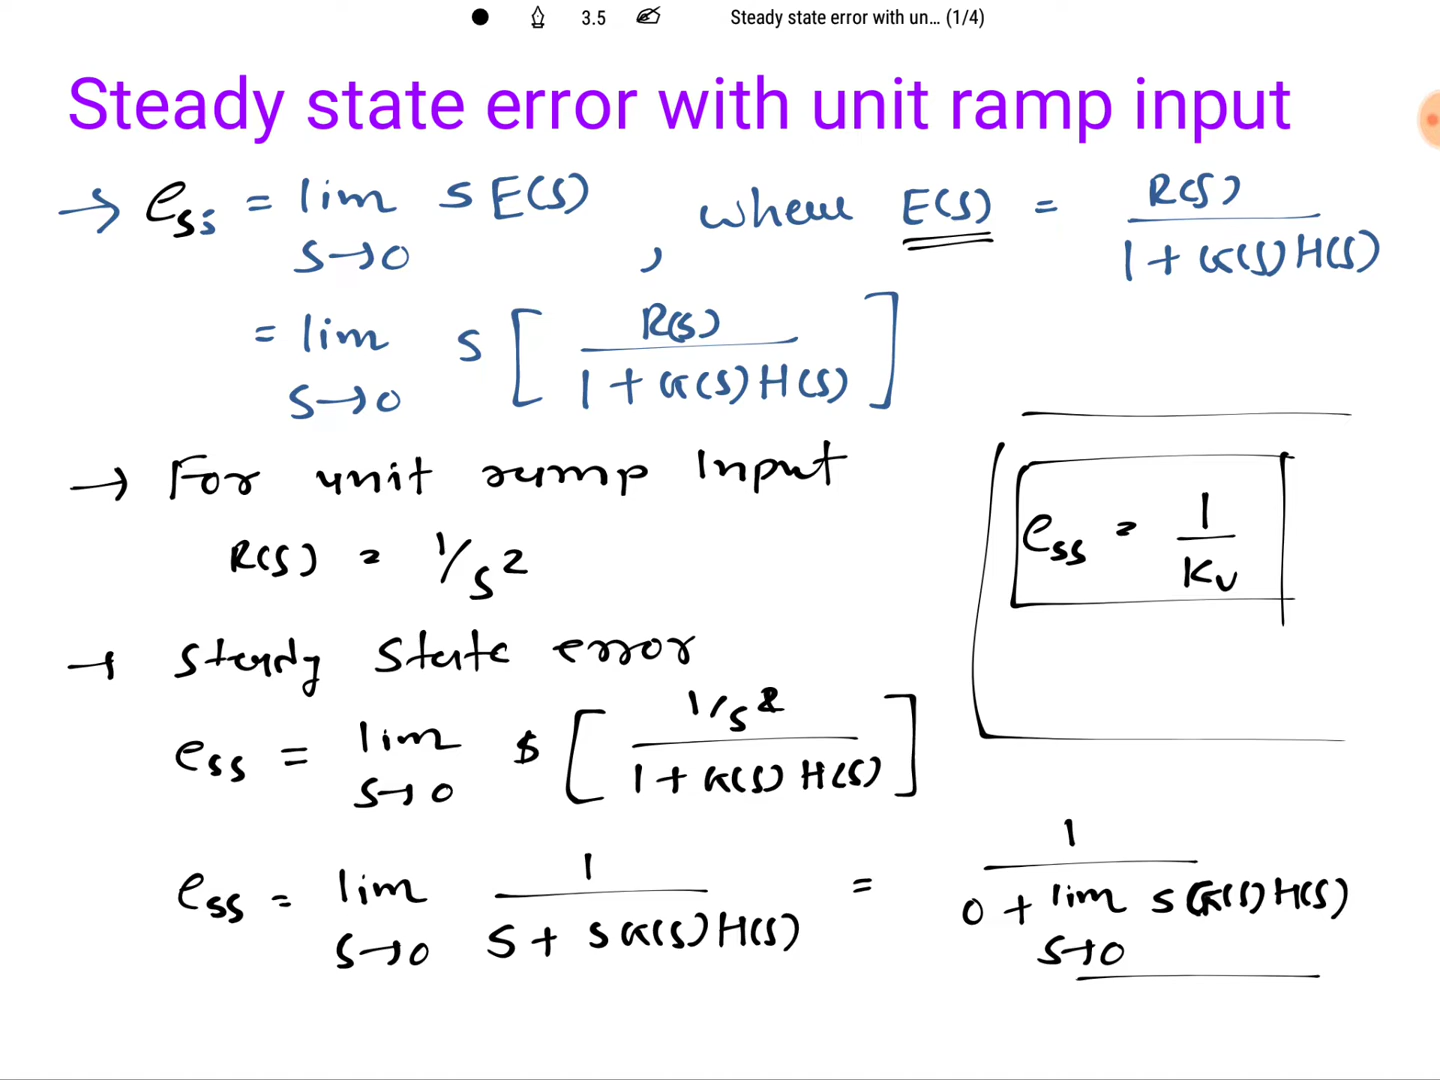 3.5 Steady state error with un... (1/4)
Steady state error with unit ramp input
→ ess = lim s→0 s E(s) , where E(s) = R(s) / 1 + G(s)H(s)
= lim s→0 s [ R(s) / 1 + G(s)H(s) ]
→ For unit ramp Input
R(s) = 1/s²
ess = 1 / Kv
→ Steady state error
ess = lim s→0 s [ 1/s² / 1 + G(s)H(s) ]
ess = lim s→0 1 / s + sG(s)H(s) = 1 / 0 + lim s→0 sG(s)H(s)